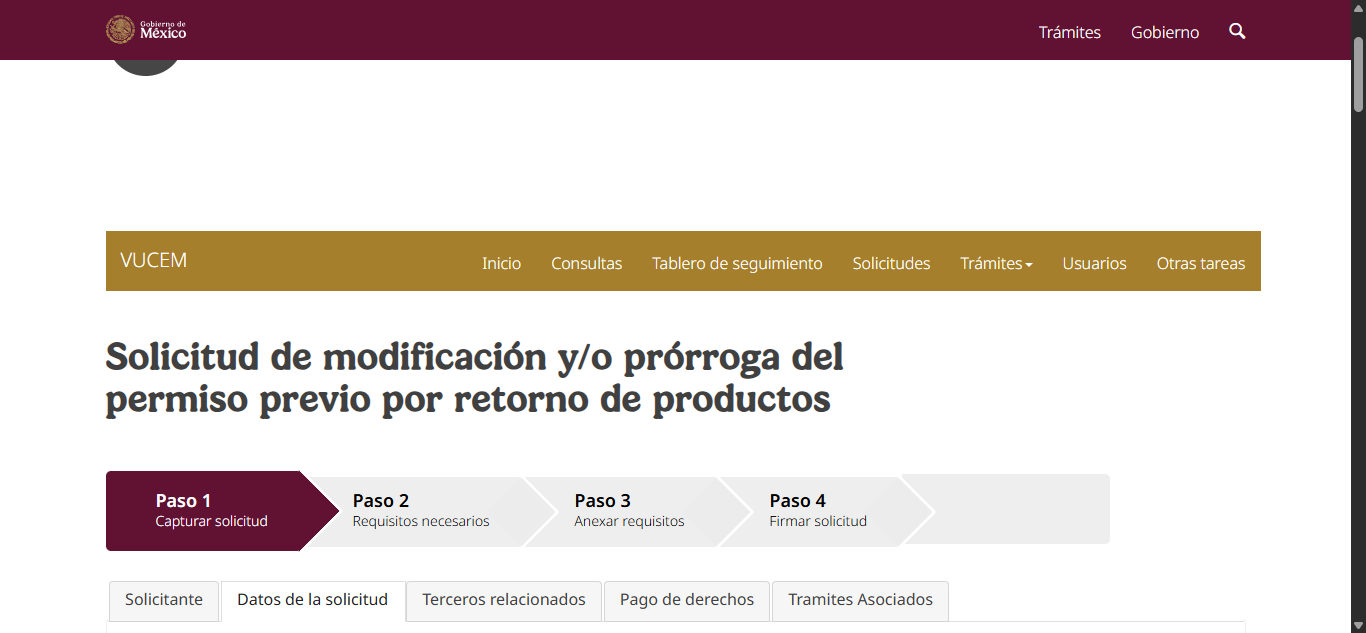 Gobierno de
México
Trámites
Gobierno
VUCEM
Inicio
Consultas
Tablero de seguimiento
Solicitudes
Trámites
Usuarios
Otras tareas
Solicitud de modificación y/o prórroga del
permiso previo por retorno de productos
Paso 1
Capturar solicitud
Paso 2
Requisitos necesarios
Paso 3
Anexar requisitos
Paso 4
Firmar solicitud
Solicitante
Datos de la solicitud
Terceros relacionados
Pago de derechos
Tramites Asociados